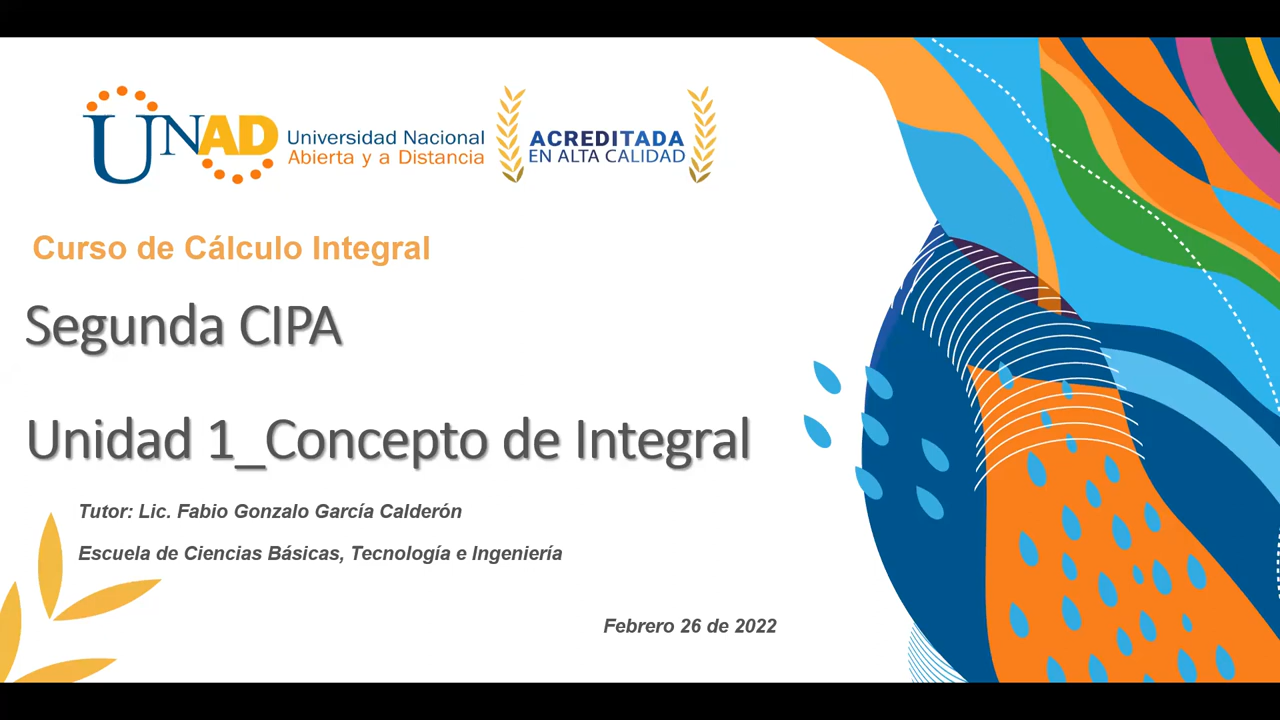 UNAD
Universidad Nacional
Abierta y a Distancia
ACREDITADA
EN ALTA CALIDAD
Curso de Cálculo Integral
Segunda CIPA
Unidad 1_Concepto de Integral
Tutor: Lic. Fabio Gonzalo García Calderón
Escuela de Ciencias Básicas, Tecnología e Ingeniería
Febrero 26 de 2022